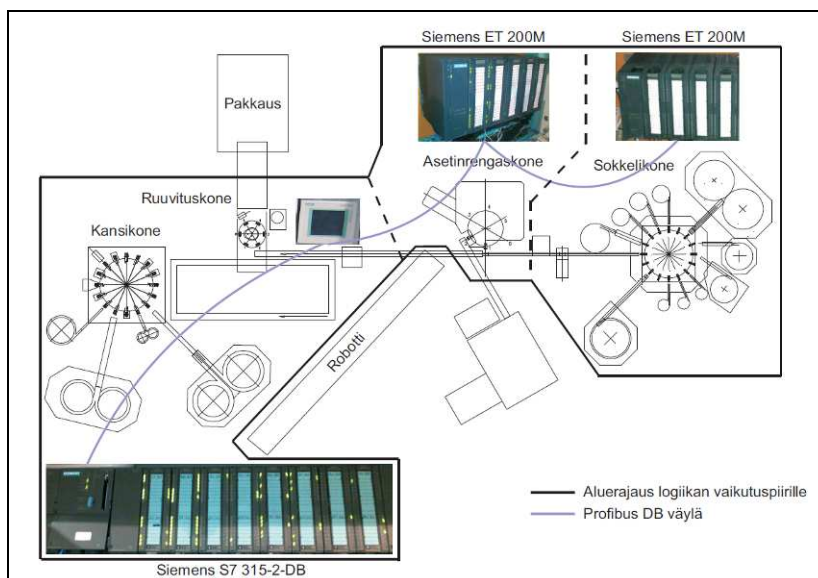 Siemens ET 200M
Siemens ET 200M
Pakkaus
Asetinrengaskone
Sokkelikone
Ruuvituskone
Kansikone
Robotti
Aluerajaus logiikan vaikutuspiirille
Profibus DB väylä
Siemens S7 315-2-DB